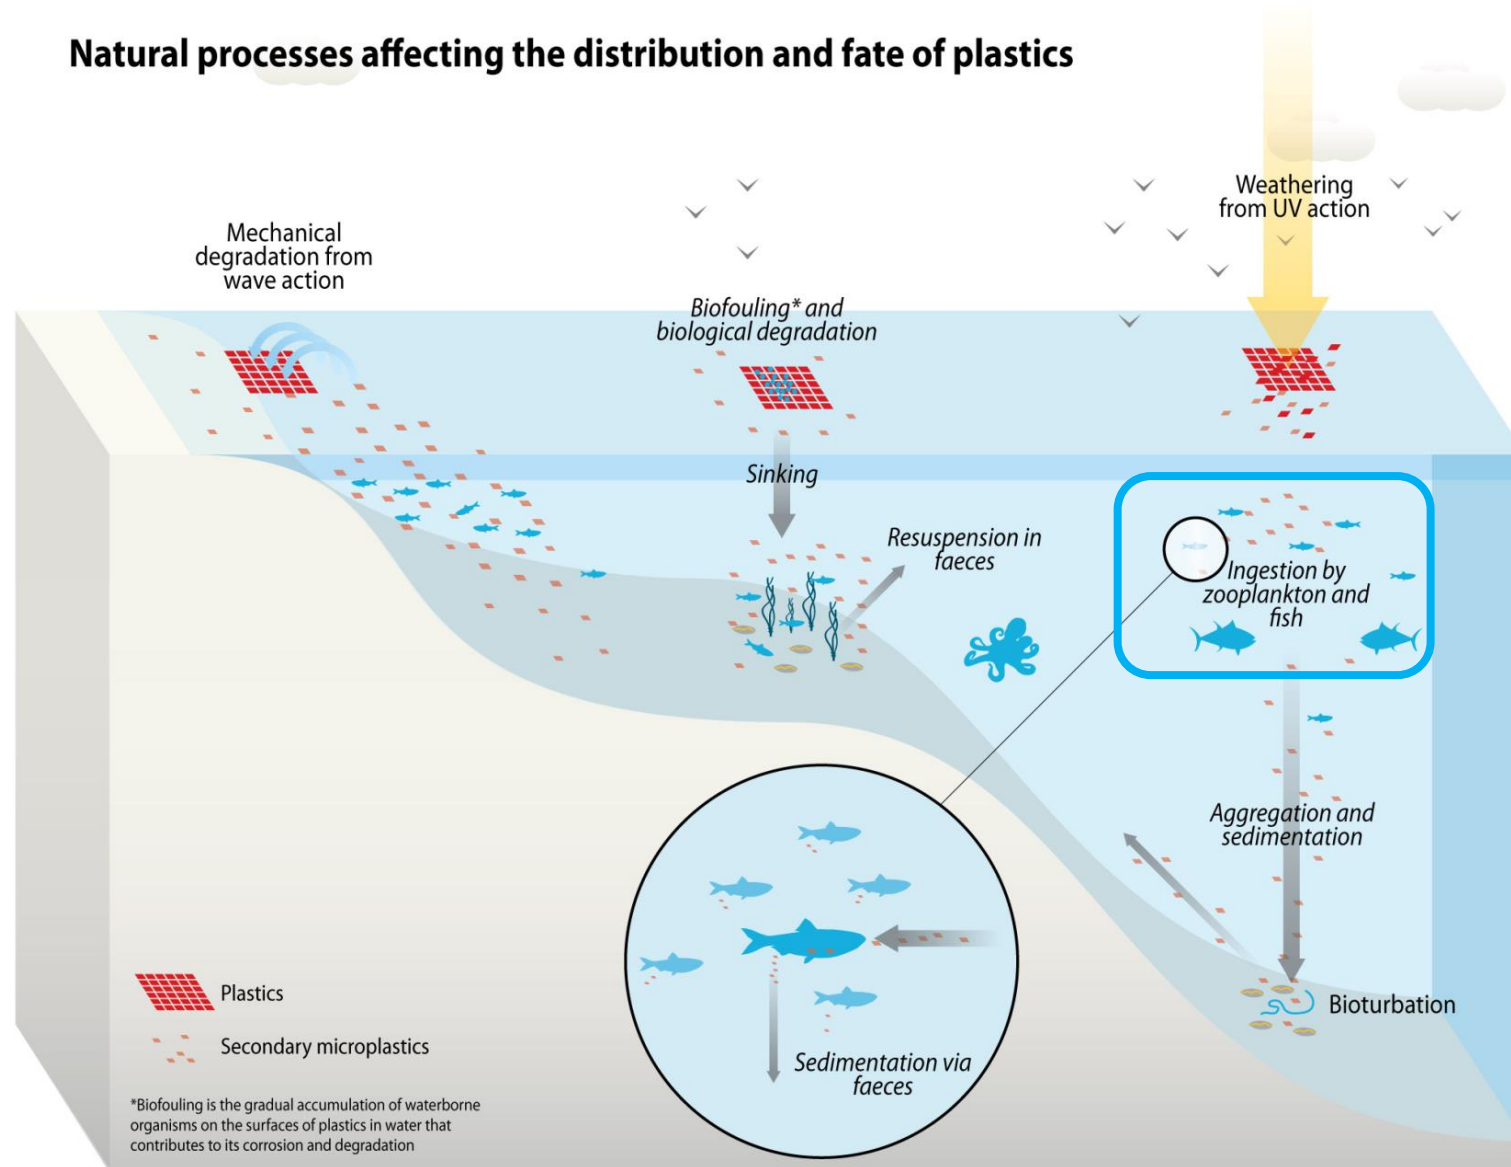 Natural processes affecting the distribution and fate of plastics
Weathering
from UV action
Mechanical
degradation from
wave action
Biofouling* and
biological degradation
Sinking
Resuspension in
faeces
Ingestion by
zooplankton and
fish
Aggregation and
sedimentation
Bioturbation
Sedimentation via
faeces
Plastics
Secondary microplastics
*Biofouling is the gradual accumulation of waterborne
organisms on the surfaces of plastics in water that
contributes to its corrosion and degradation